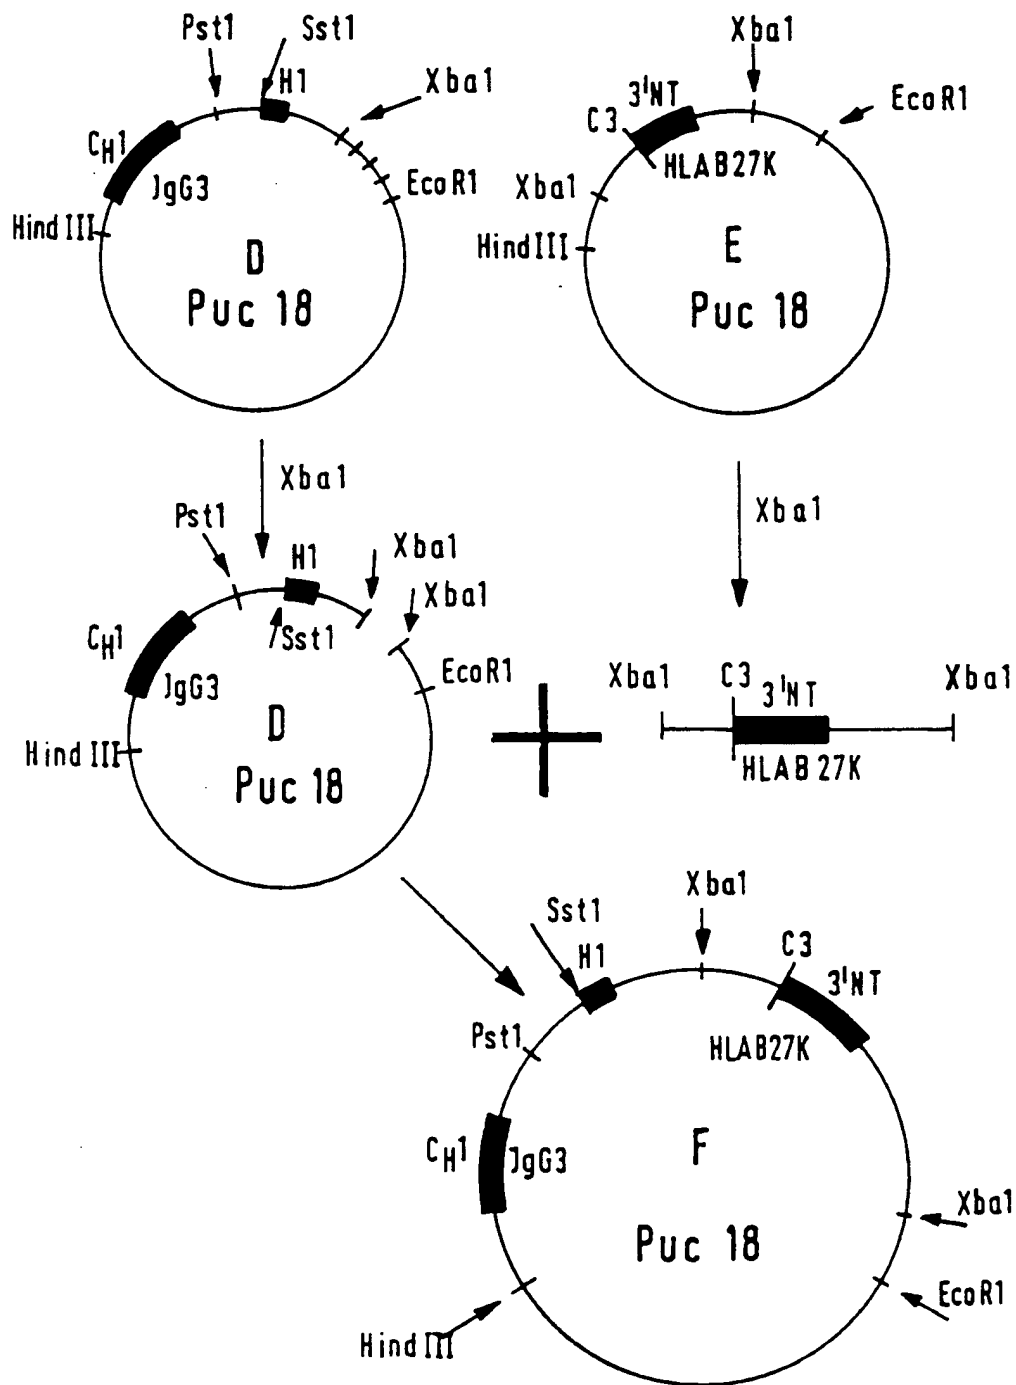 Pst1
Sst1
H1
Xba1
CH1
JgG3
EcoR1
Hind III
D
Puc 18
Xba1
EcoR1
3'NT
C3
HLAB27K
Xba1
Hind III
E
Puc 18
Xba1
Xba1
Pst1
H1
Xba1
Xba1
Sst1
CH1
JgG3
EcoR1
D
Hind III
Puc 18
+
Xba1
C3
3'NT
Xba1
HLAB27K
Xba1
Sst1
H1
C3
3'NT
Pst1
HLAB27K
CH1
JgG3
F
Xba1
Puc 18
EcoR1
Hind III